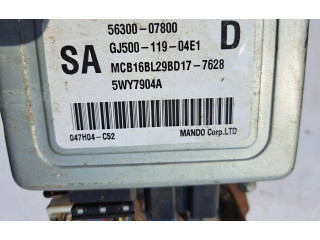 56300-07800
GJ500-119-04E1
SA
D
MCB16BL29BD17-7628
5WY7904A
047H04-C52
MANDO Corp.LTD